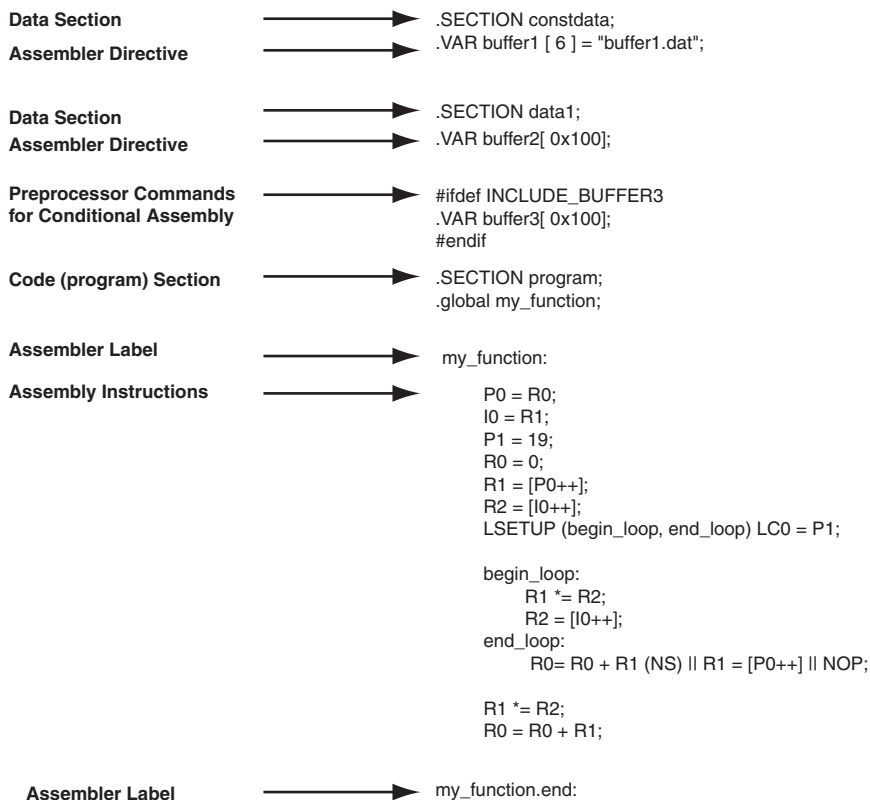 Data Section .SECTION constdata;
Assembler Directive .VAR buffer1 [ 6 ] = "buffer1.dat";
Data Section .SECTION data1;
Assembler Directive .VAR buffer2[ 0x100];
Preprocessor Commands #ifdef INCLUDE_BUFFER3
for Conditional Assembly .VAR buffer3[ 0x100];
#endif
Code (program) Section .SECTION program;
.global my_function;
Assembler Label my_function:
Assembly Instructions P0 = R0;
I0 = R1;
P1 = 19;
R0 = 0;
R1 = [P0++];
R2 = [I0++];
LSETUP (begin_loop, end_loop) LC0 = P1;
begin_loop:
R1 *= R2;
R2 = [I0++];
end_loop:
R0= R0 + R1 (NS) || R1 = [P0++] || NOP;
R1 *= R2;
R0 = R0 + R1;
Assembler Label my_function.end: